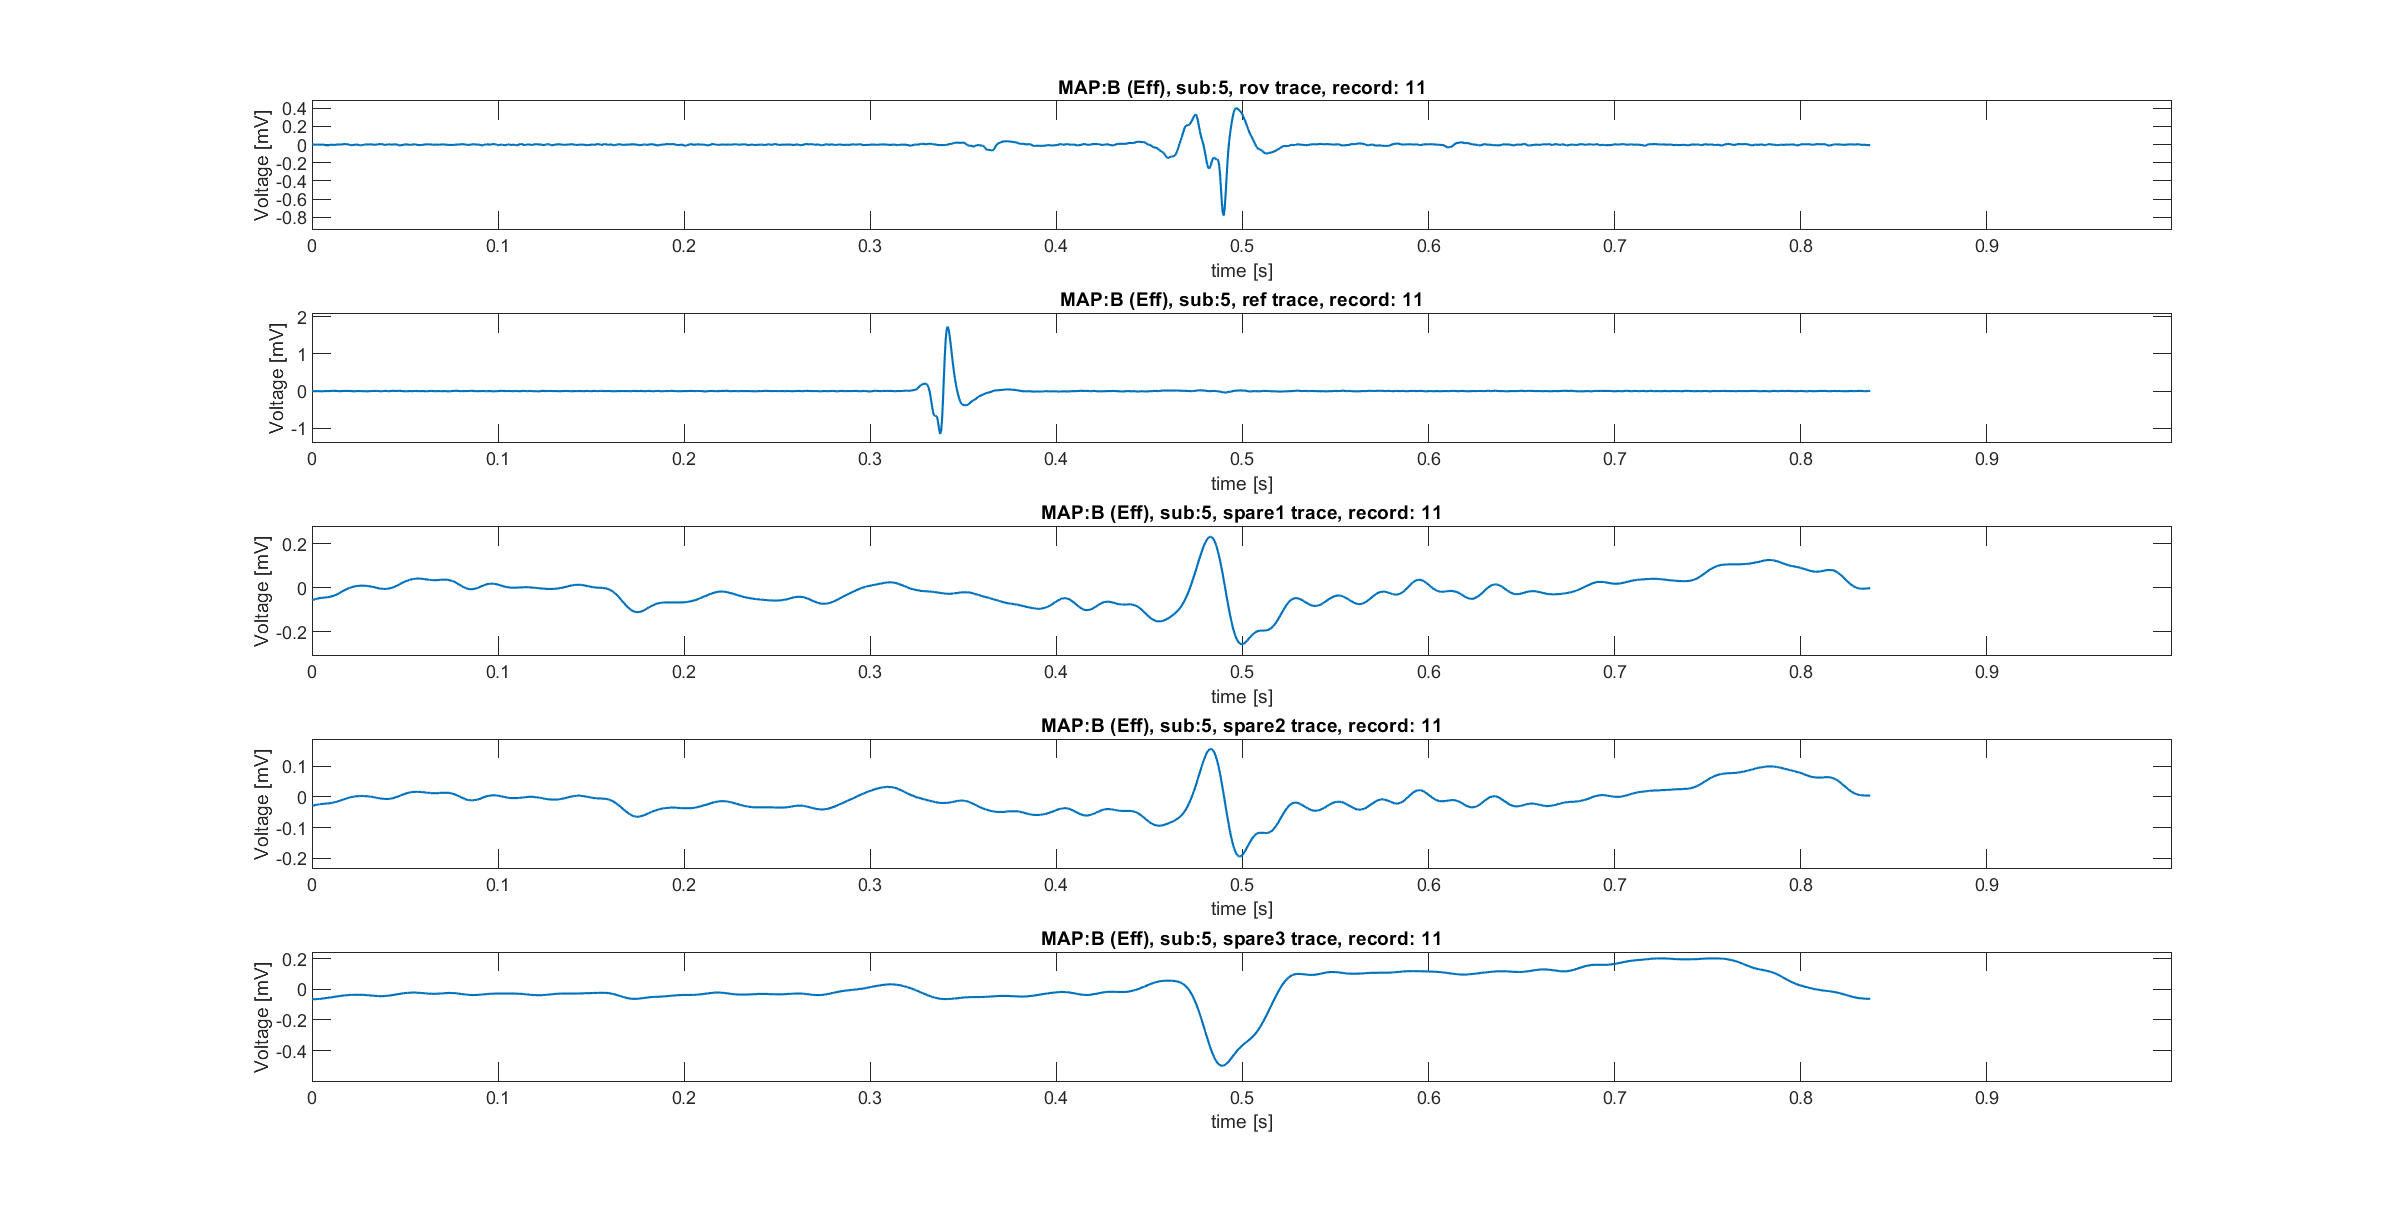 MAP:B (Eff), sub:5, rov trace, record: 11
Voltage [mV]
0.4
0.2
0
-0.2
-0.4
-0.6
-0.8
0 0.1 0.2 0.3 0.4 0.5 0.6 0.7 0.8 0.9
time [s]
MAP:B (Eff), sub:5, ref trace, record: 11
Voltage [mV]
2
1
0
-1
0 0.1 0.2 0.3 0.4 0.5 0.6 0.7 0.8 0.9
time [s]
MAP:B (Eff), sub:5, spare1 trace, record: 11
Voltage [mV]
0.2
0
-0.2
0 0.1 0.2 0.3 0.4 0.5 0.6 0.7 0.8 0.9
time [s]
MAP:B (Eff), sub:5, spare2 trace, record: 11
Voltage [mV]
0.1
0
-0.1
-0.2
0 0.1 0.2 0.3 0.4 0.5 0.6 0.7 0.8 0.9
time [s]
MAP:B (Eff), sub:5, spare3 trace, record: 11
Voltage [mV]
0.2
0
-0.2
-0.4
0 0.1 0.2 0.3 0.4 0.5 0.6 0.7 0.8 0.9
time [s]